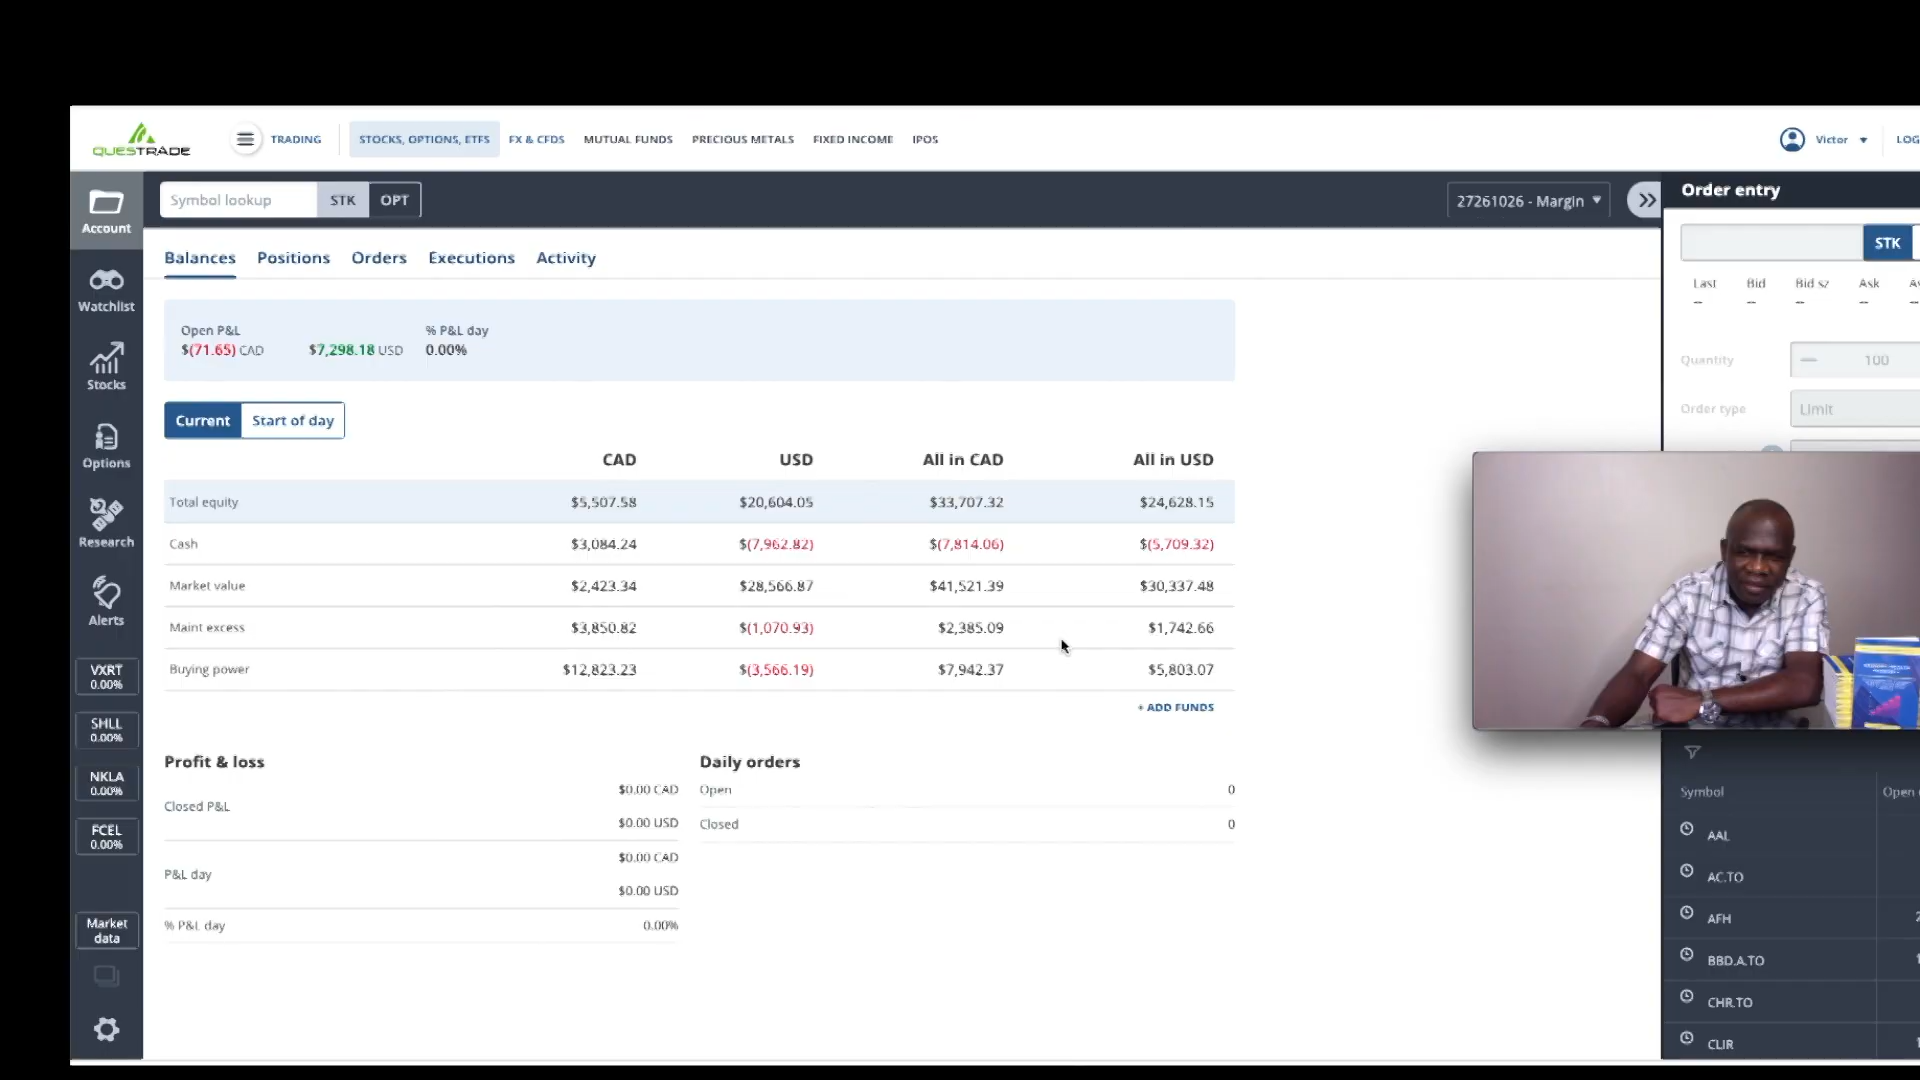 QUESTRADE
TRADING
STOCKS, OPTIONS, ETFS
FX & CFDS
MUTUAL FUNDS
PRECIOUS METALS
FIXED INCOME
IPOS
Victor
LOG
Account
Watchlist
Stocks
Options
Research
Alerts
VXRT
0.00%
SHLL
0.00%
NKLA
0.00%
FCEL
0.00%
Market
data
Symbol lookup STK OPT
27261026 - Margin
Balances Positions Orders Executions Activity
Open P&L % P&L day
$(71.65) CAD $7,298.18 USD 0.00%
Current Start of day
CAD USD All in CAD All in USD
Total equity $5,507.58 $20,604.05 $33,707.32 $24,628.15
Cash $3,084.24 $(7,962.82) $(7,814.06) $(5,709.32)
Market value $2,423.34 $28,566.87 $41,521.39 $30,337.48
Maint excess $3,850.82 $(1,070.93) $2,385.09 $1,742.66
Buying power $12,823.23 $(3,566.19) $7,942.37 $5,803.07
+ ADD FUNDS
Profit & loss
$0.00 CAD
Closed P&L
$0.00 USD
$0.00 CAD
P&L day
$0.00 USD
% P&L day 0.00%
Daily orders
Open 0
Closed 0
Order entry
STK
Last Bid Bid sz Ask
-- -- -- --
Quantity 100
Order type Limit
Symbol Open
AAL
AC.TO
AFH
BBD.A.TO
CHR.TO
CLIR